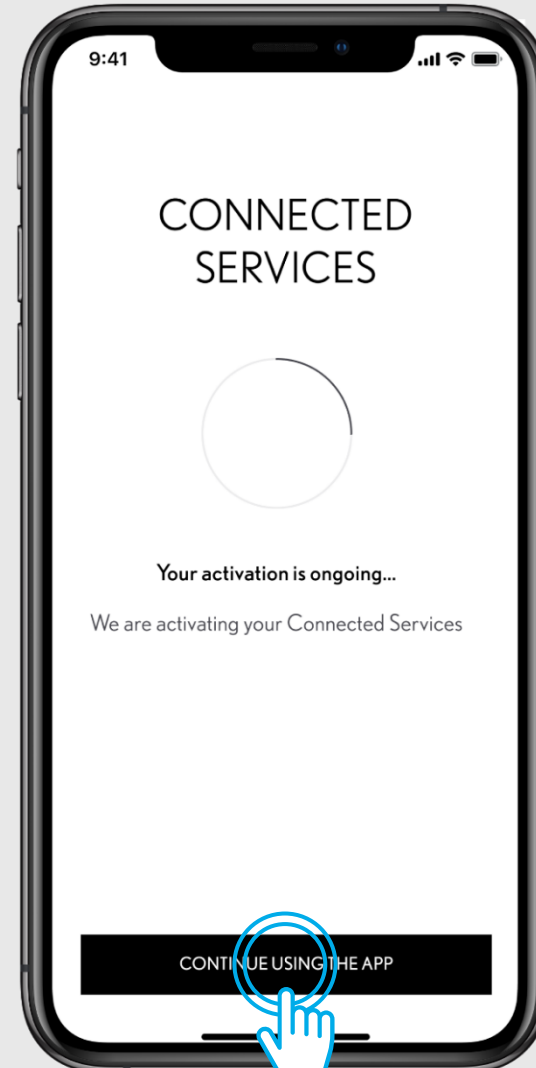 9:41
CONNECTED
SERVICES
Your activation is ongoing...
We are activating your Connected Services
CONTINUE USING THE APP